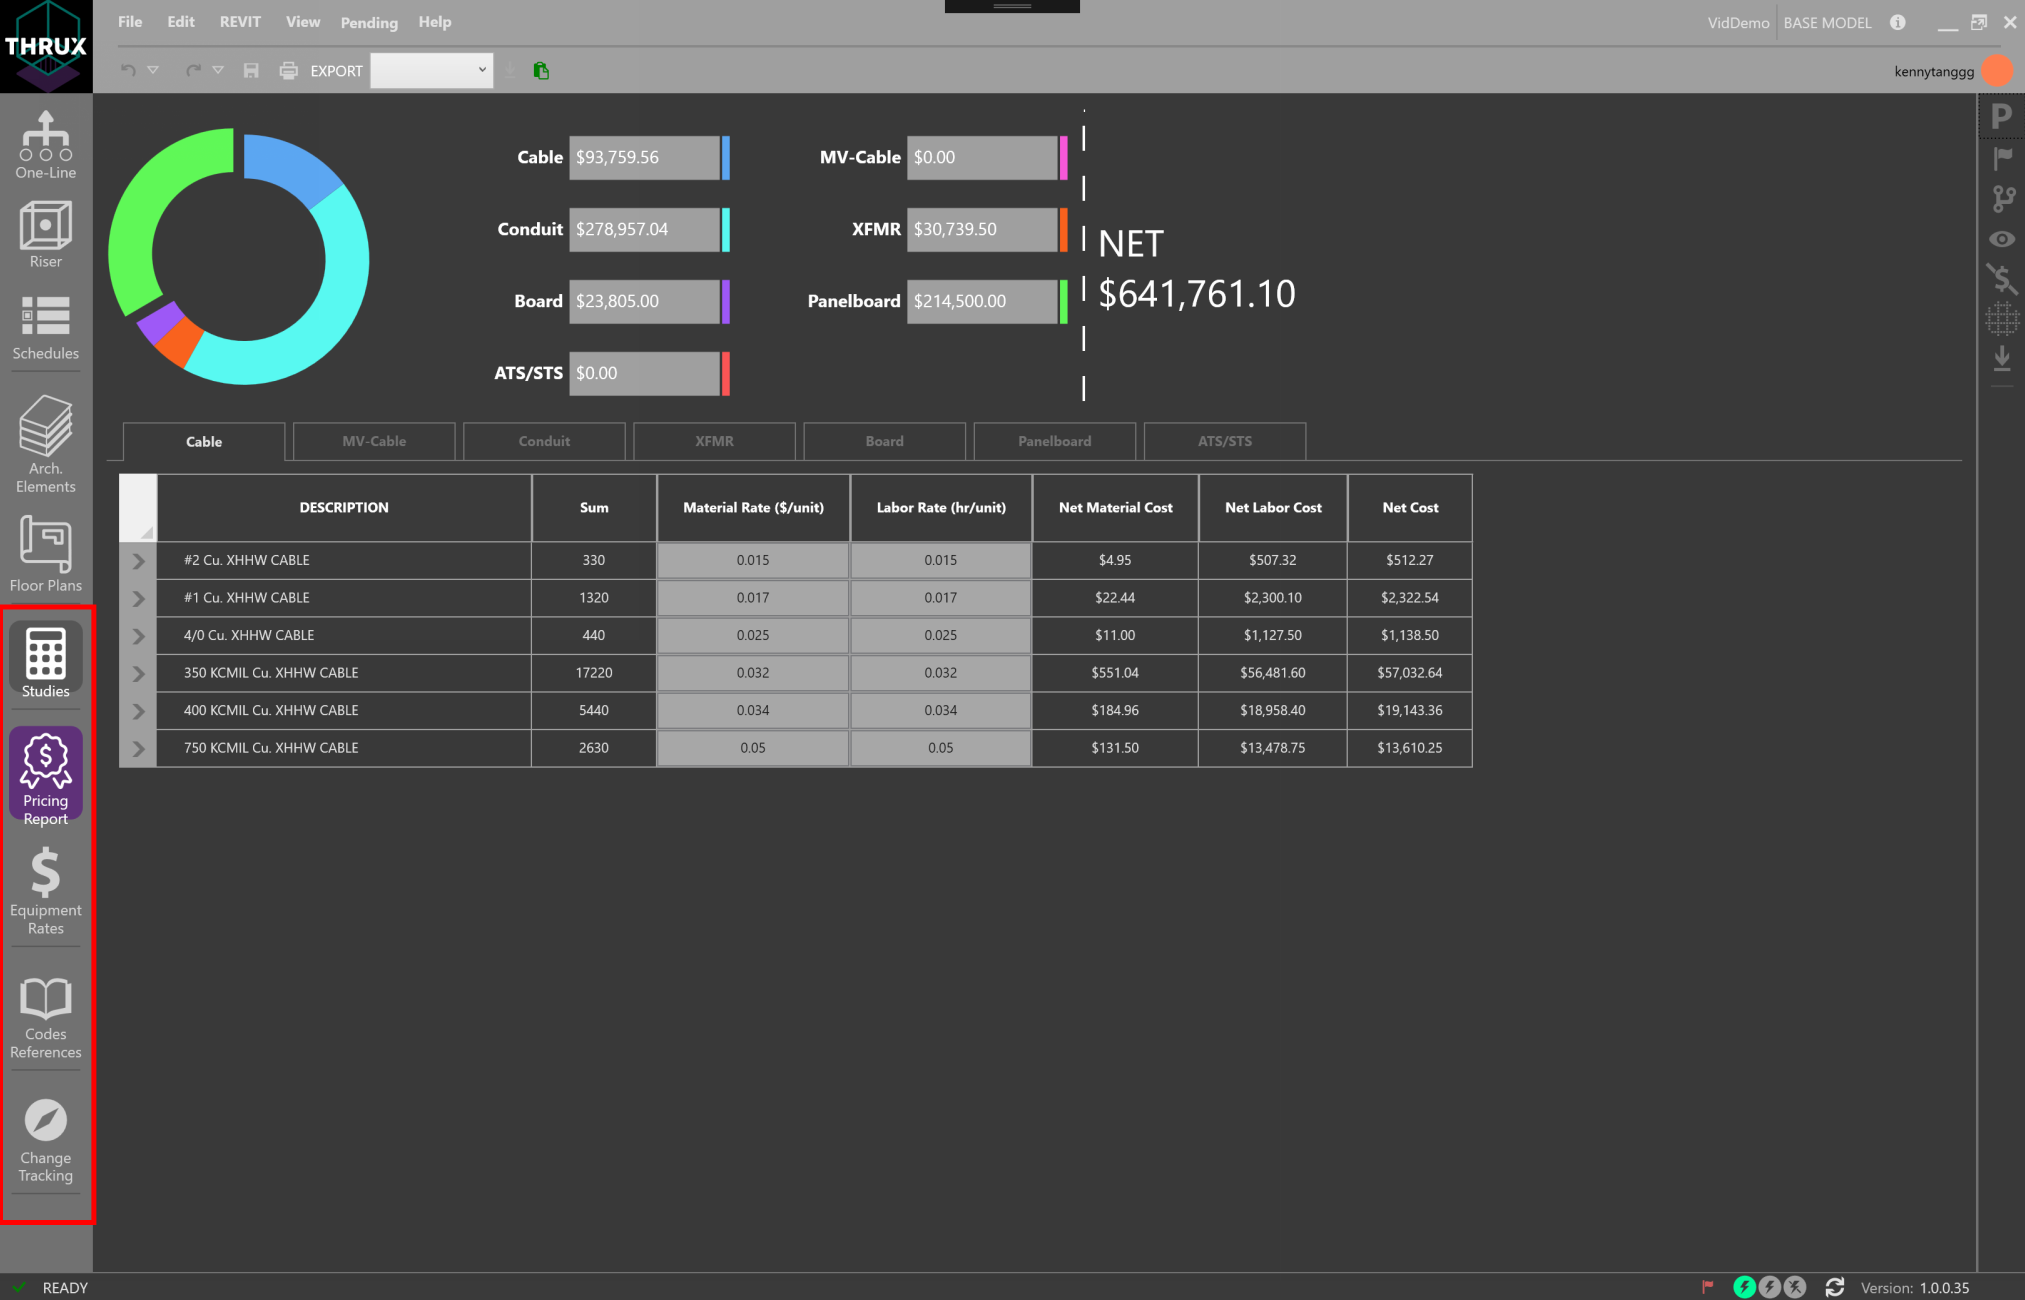 THRUX
File Edit REVIT View Pending Help
VidDemo BASE MODEL
EXPORT
kennytanggg
One-Line
Riser
Schedules
Arch.
Elements
Floor Plans
Studies
Pricing
Report
Equipment
Rates
Codes
References
Change
Tracking
Cable $93,759.56 MV-Cable $0.00
Conduit $278,957.04 XFMR $30,739.50
Board $23,805.00 Panelboard $214,500.00
ATS/STS $0.00
NET
$641,761.10
Cable MV-Cable Conduit XFMR Board Panelboard ATS/STS
DESCRIPTION Sum Material Rate ($/unit) Labor Rate (hr/unit) Net Material Cost Net Labor Cost Net Cost
#2 Cu. XHHW CABLE 330 0.015 0.015 $4.95 $507.32 $512.27
#1 Cu. XHHW CABLE 1320 0.017 0.017 $22.44 $2,300.10 $2,322.54
4/0 Cu. XHHW CABLE 440 0.025 0.025 $11.00 $1,127.50 $1,138.50
350 KCMIL Cu. XHHW CABLE 17220 0.032 0.032 $551.04 $56,481.60 $57,032.64
400 KCMIL Cu. XHHW CABLE 5440 0.034 0.034 $184.96 $18,958.40 $19,143.36
750 KCMIL Cu. XHHW CABLE 2630 0.05 0.05 $131.50 $13,478.75 $13,610.25
P
READY
Version: 1.0.0.35